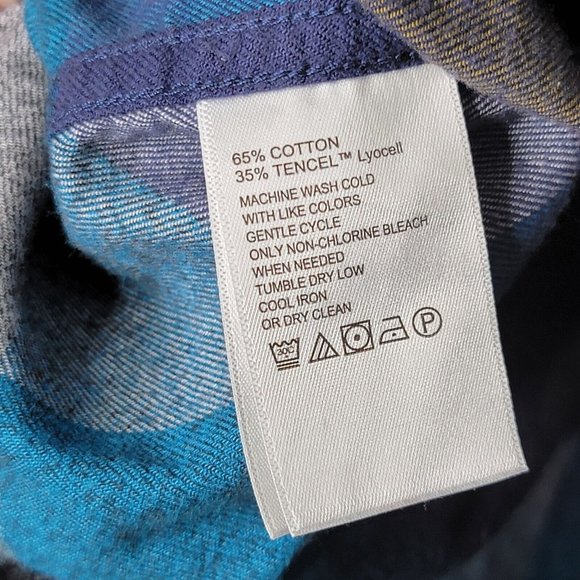 65% COTTON
35% TENCEL™ Lyocell
MACHINE WASH COLD
WITH LIKE COLORS
GENTLE CYCLE
ONLY NON-CHLORINE BLEACH
WHEN NEEDED
TUMBLE DRY LOW
COOL IRON
OR DRY CLEAN
30C P